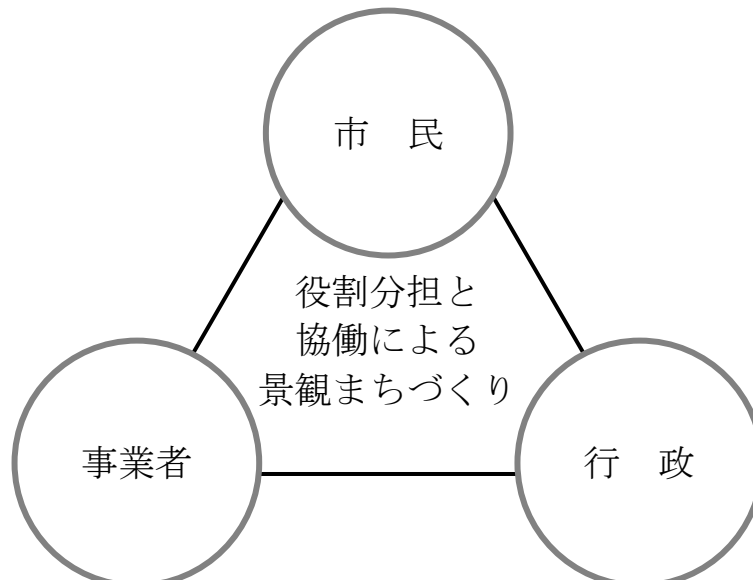 市　民
役割分担と
協働による
景観まちづくり
事業者
行　政